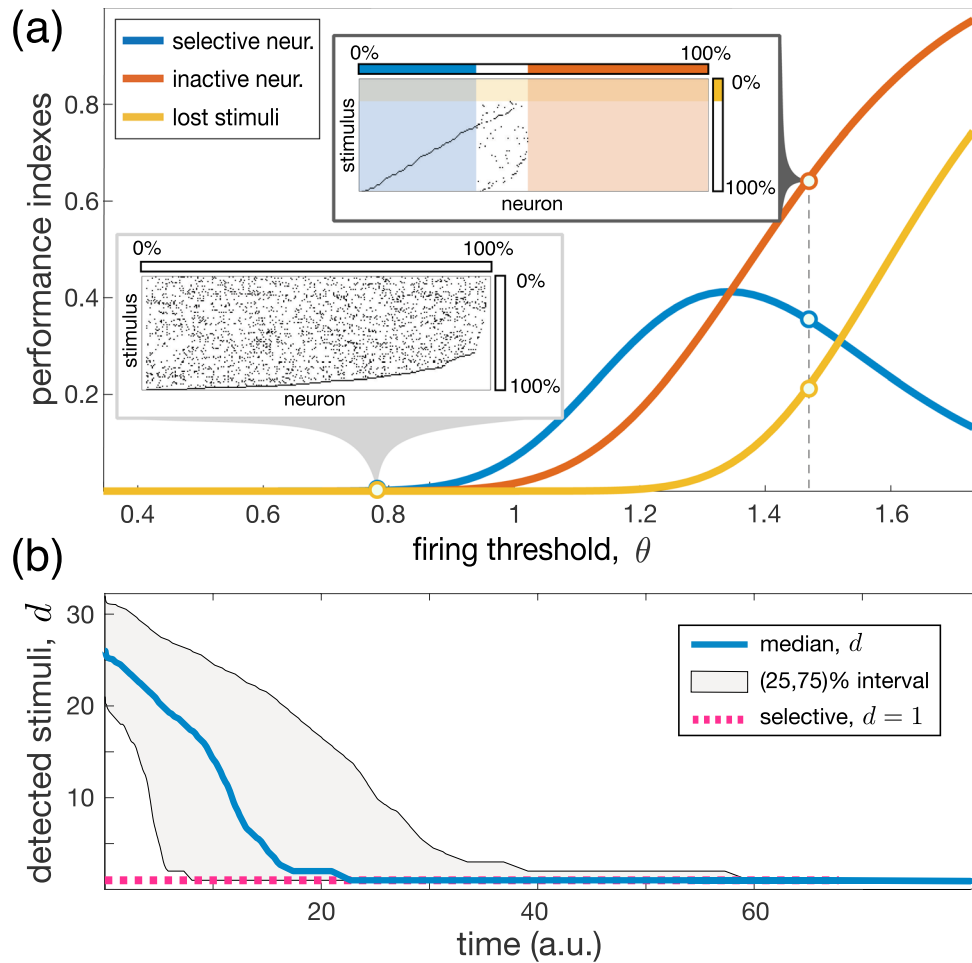 (a)
selective neur.
inactive neur.
lost stimuli
0% 100%
0%
stimulus
100%
neuron
0% 100%
0%
stimulus
100%
neuron
performance indexes
0.8
0.6
0.4
0.2
0.4 0.6 0.8 1 1.2 1.4 1.6
firing threshold, θ
(b)
detected stimuli, d
30
20
10
median, d
(25,75)% interval
selective, d = 1
20 40 60
time (a.u.)